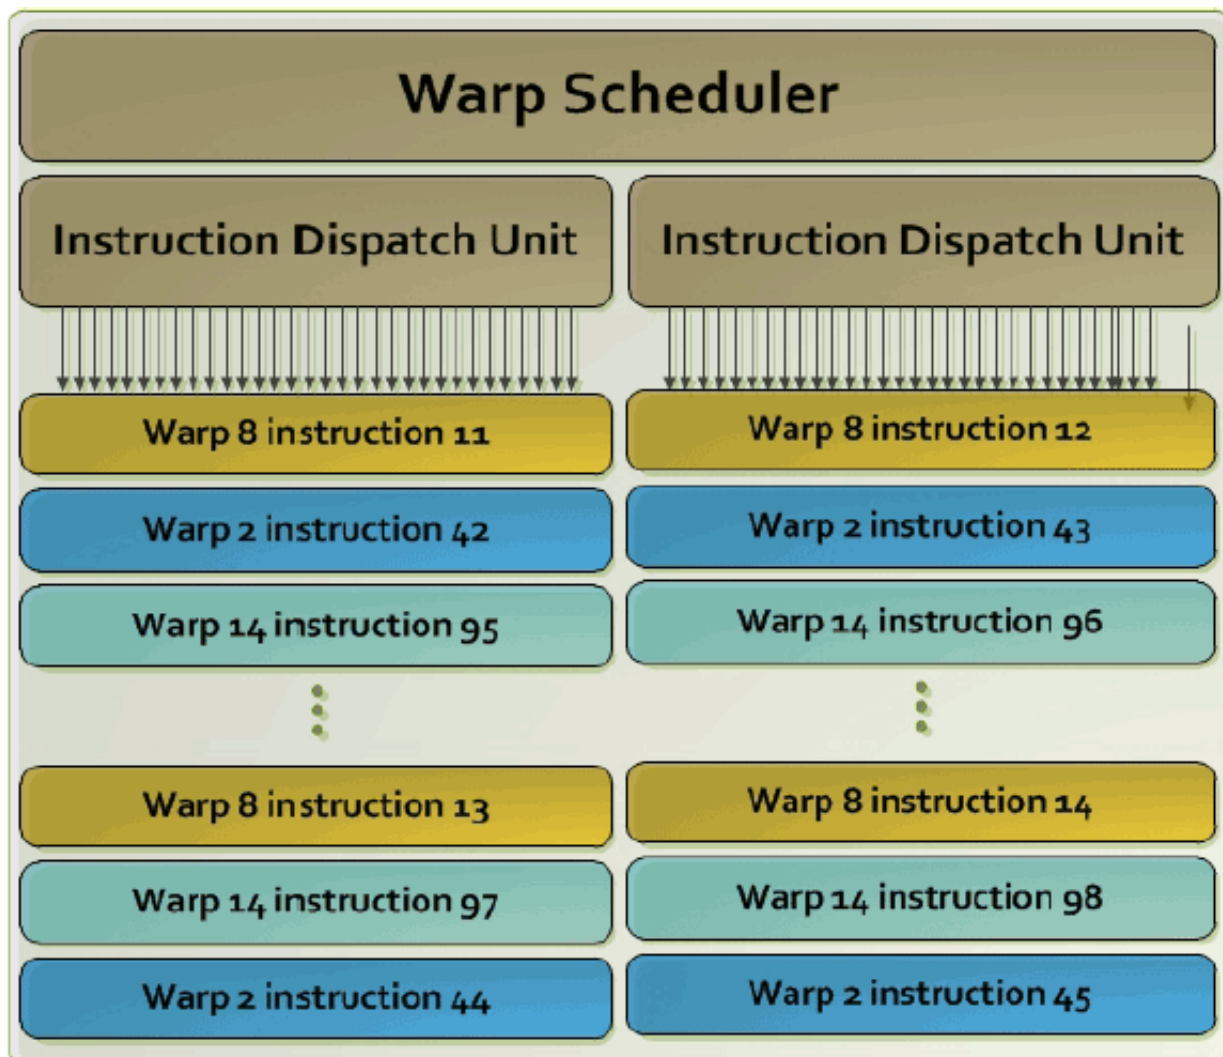 Warp Scheduler
Instruction Dispatch Unit
Instruction Dispatch Unit
Warp 8 instruction 11
Warp 8 instruction 12
Warp 2 instruction 42
Warp 2 instruction 43
Warp 14 instruction 95
Warp 14 instruction 96
Warp 8 instruction 13
Warp 8 instruction 14
Warp 14 instruction 97
Warp 14 instruction 98
Warp 2 instruction 44
Warp 2 instruction 45